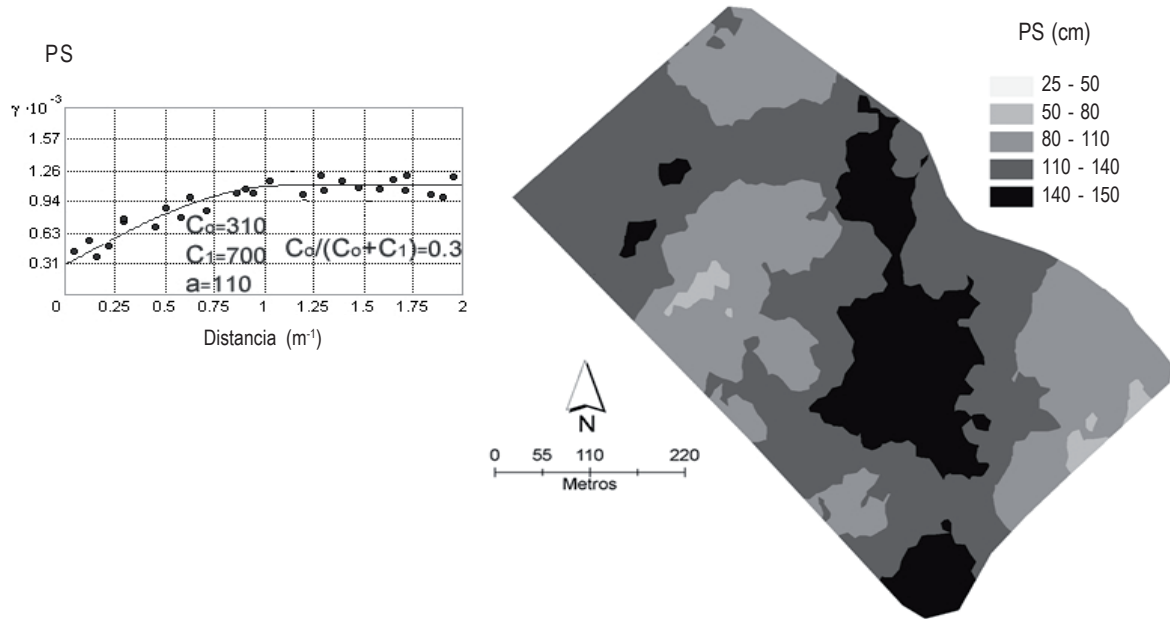 PS
γ ·10⁻³
1.57
1.26
0.94
0.63
0.31
0 0.25 0.5 0.75 1 1.25 1.5 1.75 2
Distancia (m⁻¹)
C₀=310
C₁=700
a=110
C₀/(C₀+C₁)=0.3
N
0 55 110 220
Metros
PS (cm)
25 - 50
50 - 80
80 - 110
110 - 140
140 - 150